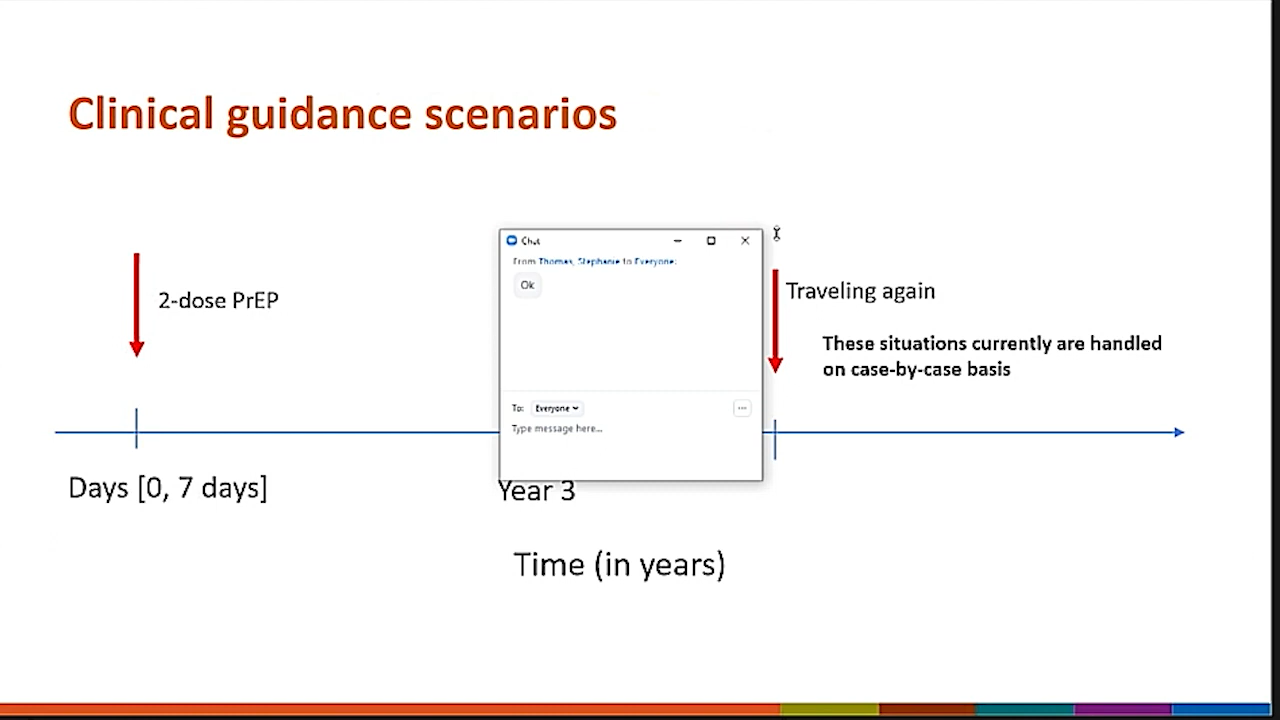 Clinical guidance scenarios
Chat
From Thomas, Stephanie to Everyone:
Ok
2-dose PrEP
Traveling again
These situations currently are handled
on case-by-case basis
To: Everyone
Type message here...
Days [0, 7 days]
Year 3
Time (in years)